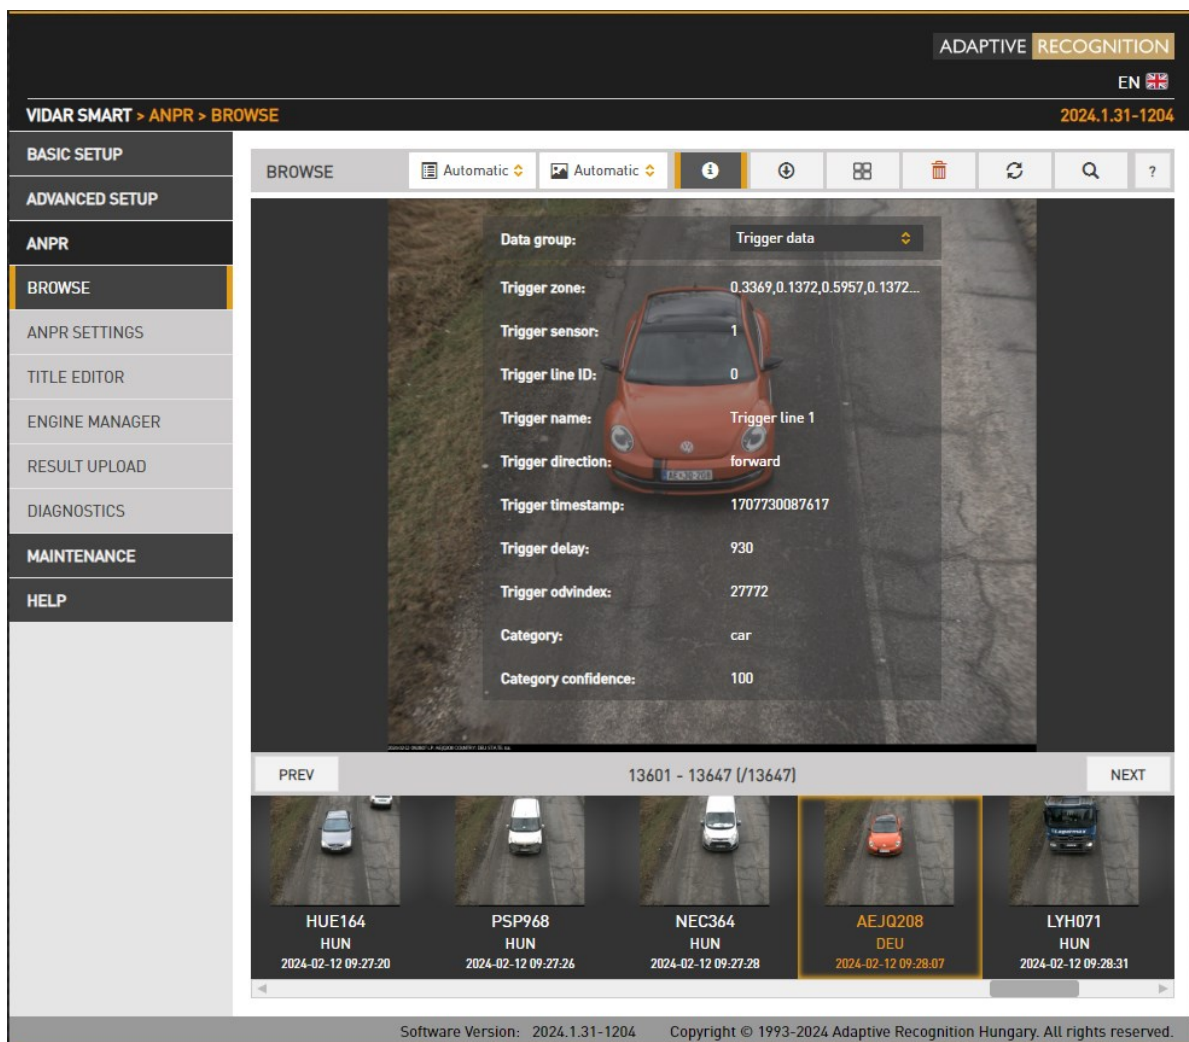 ADAPTIVE RECOGNITION
EN
VIDAR SMART > ANPR > BROWSE 2024.1.31-1204
BASIC SETUP
ADVANCED SETUP
ANPR
BROWSE
ANPR SETTINGS
TITLE EDITOR
ENGINE MANAGER
RESULT UPLOAD
DIAGNOSTICS
MAINTENANCE
HELP
BROWSE Automatic Automatic ?
Data group: Trigger data
Trigger zone: 0.3369,0.1372,0.5957,0.1372...
Trigger sensor: 1
Trigger line ID: 0
Trigger name: Trigger line 1
Trigger direction: forward
Trigger timestamp: 1707730087617
Trigger delay: 930
Trigger odvindex: 27772
Category: car
Category confidence: 100
PREV 13601 - 13647 (/13647) NEXT
HUE164
HUN
2024-02-12 09:27:20
PSP968
HUN
2024-02-12 09:27:26
NEC364
HUN
2024-02-12 09:27:28
AEJQ208
DEU
2024-02-12 09:28:07
LYH071
HUN
2024-02-12 09:28:31
Software Version: 2024.1.31-1204 Copyright © 1993-2024 Adaptive Recognition Hungary. All rights reserved.